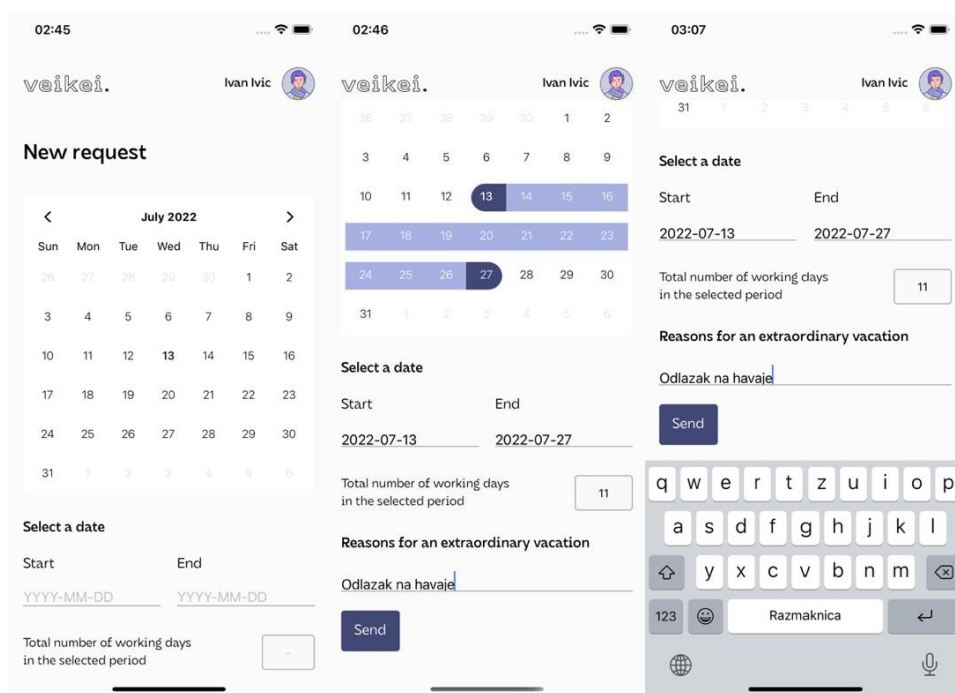 02:45
veikei.
Ivan Ivic
New request
July 2022
Sun Mon Tue Wed Thu Fri Sat
26 27 28 29 30 1 2
3 4 5 6 7 8 9
10 11 12 13 14 15 16
17 18 19 20 21 22 23
24 25 26 27 28 29 30
31 1 2 3 4 5 6
Select a date
Start End
YYYY-MM-DD YYYY-MM-DD
Total number of working days
in the selected period
-
02:46
veikei.
Ivan Ivic
26 27 28 29 30 1 2
3 4 5 6 7 8 9
10 11 12 13 14 15 16
17 18 19 20 21 22 23
24 25 26 27 28 29 30
31 1 2 3 4 5 6
Select a date
Start End
2022-07-13 2022-07-27
Total number of working days
in the selected period
11
Reasons for an extraordinary vacation
Odlazak na havaje
Send
03:07
veikei.
Ivan Ivic
31 1 2 3 4 5 6
Select a date
Start End
2022-07-13 2022-07-27
Total number of working days
in the selected period
11
Reasons for an extraordinary vacation
Odlazak na havaje
Send
q w e r t z u i o p
a s d f g h j k l
y x c v b n m
123 Razmaknica